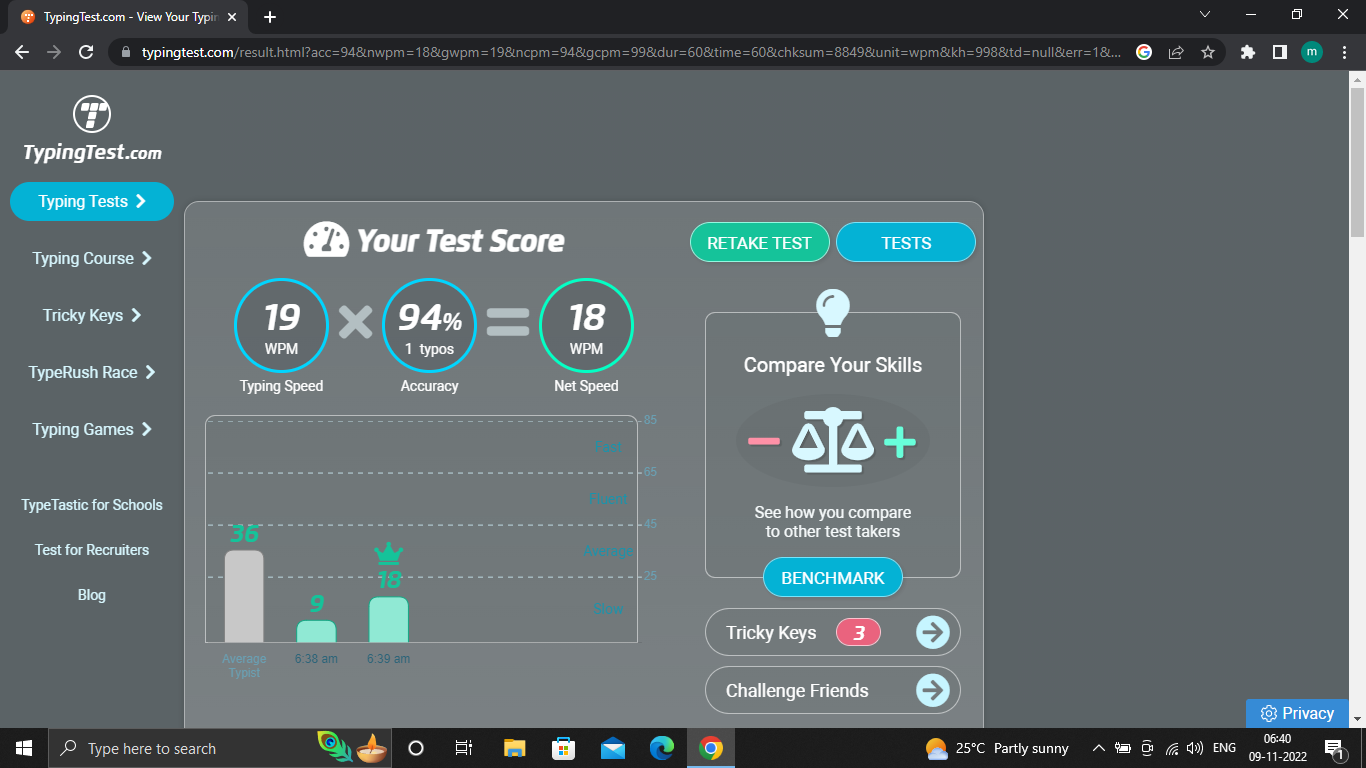 TypingTest.com - View Your Typin
typingtest.com/result.html?acc=94&nwpm=18&gwpm=19&ncpm=94&gcpm=99&dur=60&time=60&chksum=8849&unit=wpm&kh=998&td=null&err=1&...
m
TypingTest.com
Typing Tests
Typing Course
Tricky Keys
TypeRush Race
Typing Games
TypeTastic for Schools
Test for Recruiters
Blog
Your Test Score
RETAKE TEST
TESTS
19
WPM
Typing Speed
94%
1 typos
Accuracy
18
WPM
Net Speed
85
Fast
65
Fluent
45
Average
25
Slow
36
9
18
Average
Typist
6:38 am
6:39 am
Compare Your Skills
See how you compare
to other test takers
BENCHMARK
Tricky Keys 3
Challenge Friends
Privacy
Type here to search
25°C Partly sunny
ENG
06:40
09-11-2022
1